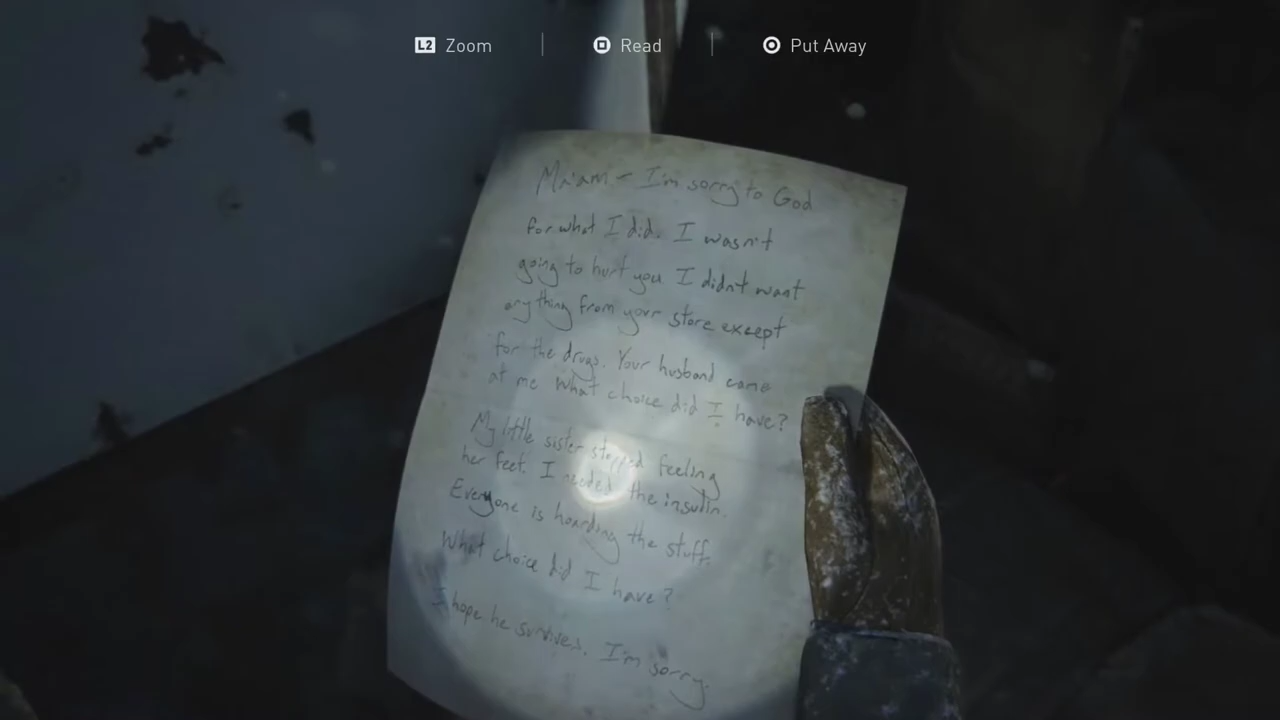 L2 Zoom | Read | Put Away
Ma'am - I'm sorry to God
for what I did. I wasn't
going to hurt you I didn't want
anything from your store except
for the drugs. Your husband came
at me What choice did I have?
My little sister stopped feeling
her feet. I needed the insulin.
Everyone is hoarding the stuff.
What choice did I have?
I hope he survives. I'm sorry.